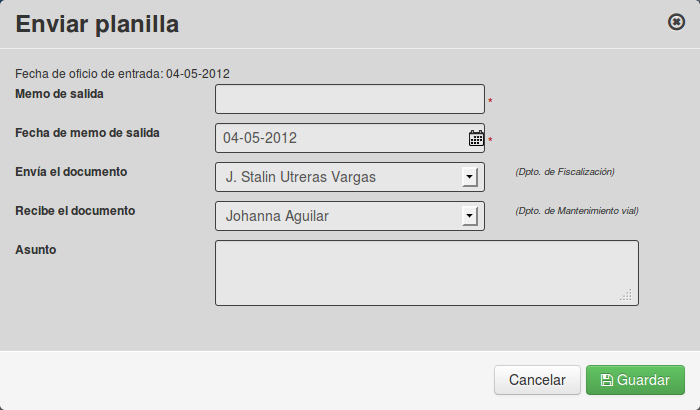 Enviar planilla
Fecha de oficio de entrada: 04-05-2012
Memo de salida *
Fecha de memo de salida 04-05-2012 *
Envía el documento J. Stalin Utreras Vargas (Dpto. de Fiscalización)
Recibe el documento Johanna Aguilar (Dpto. de Mantenimiento vial)
Asunto
Cancelar Guardar